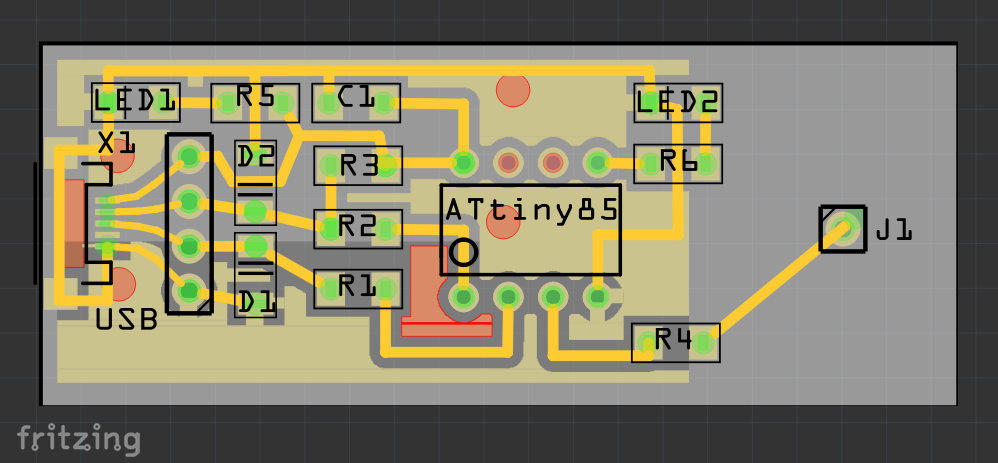 LED1 R5 C1 LED2
X1 D2 R3 R6
ATtiny85
R2 J1
R1
D1
USB R4
fritzing